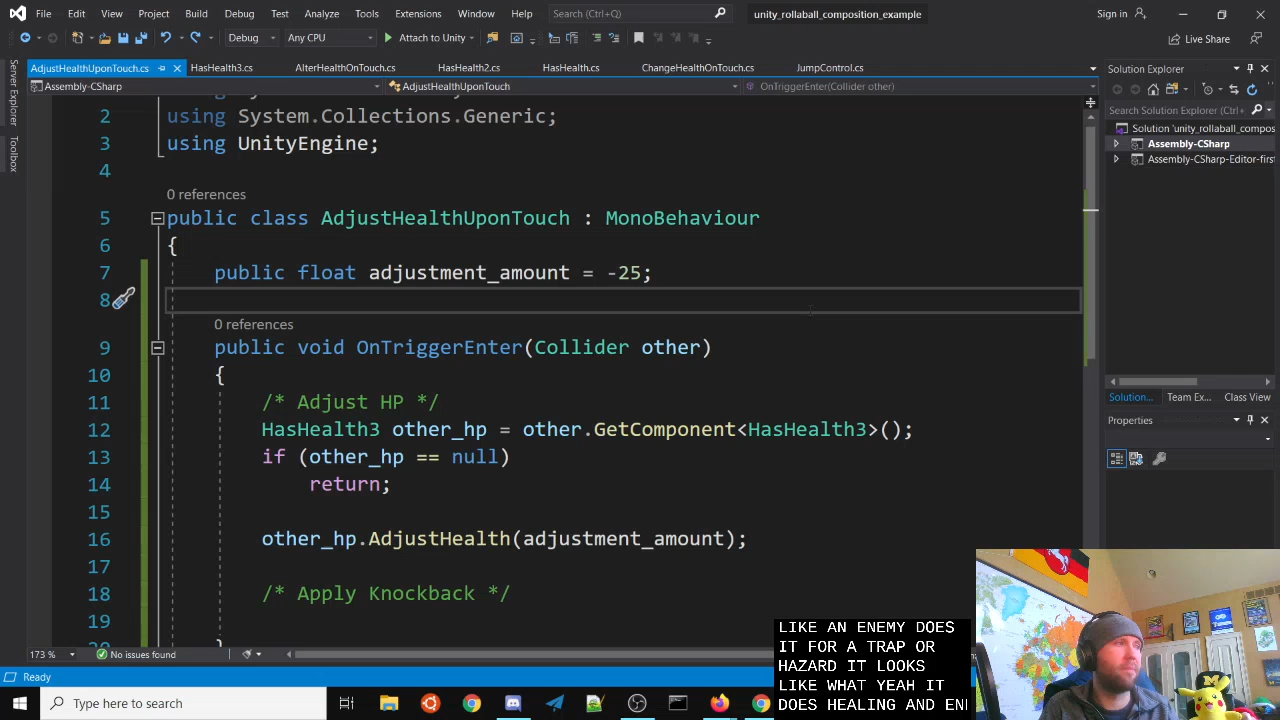 File Edit View Project Build Debug Test Analyze Tools Extensions Window Help Search (Ctrl+Q) unity_rollaball_composition_example Sign in
Debug Any CPU Attach to Unity Live Share
AdjustHealthUponTouch.cs HasHealth3.cs AlterHealthOnTouch.cs HasHealth2.cs HasHealth.cs ChangeHealthOnTouch.cs JumpControl.cs
Assembly-CSharp AdjustHealthUponTouch OnTriggerEnter(Collider other)
Server Explorer
Toolbox
2 using System.Collections.Generic;
3 using UnityEngine;
4
0 references
5 public class AdjustHealthUponTouch : MonoBehaviour
6 {
7 public float adjustment_amount = -25;
8
0 references
9 public void OnTriggerEnter(Collider other)
10 {
11 /* Adjust HP */
12 HasHealth3 other_hp = other.GetComponent<HasHealth3>();
13 if (other_hp == null)
14 return;
15
16 other_hp.AdjustHealth(adjustment_amount);
17
18 /* Apply Knockback */
19
173 % No issues found
Ready
Solution Explorer
Search Solution Explorer (Ctrl+
Solution 'unity_rollaball_compos
Assembly-CSharp
Assembly-CSharp-Editor-first
Solution... Team Ex... Class View
Properties
LIKE AN ENEMY DOES
IT FOR A TRAP OR
HAZARD IT LOOKS
LIKE WHAT YEAH IT
DOES HEALING AND ENI
Type here to search